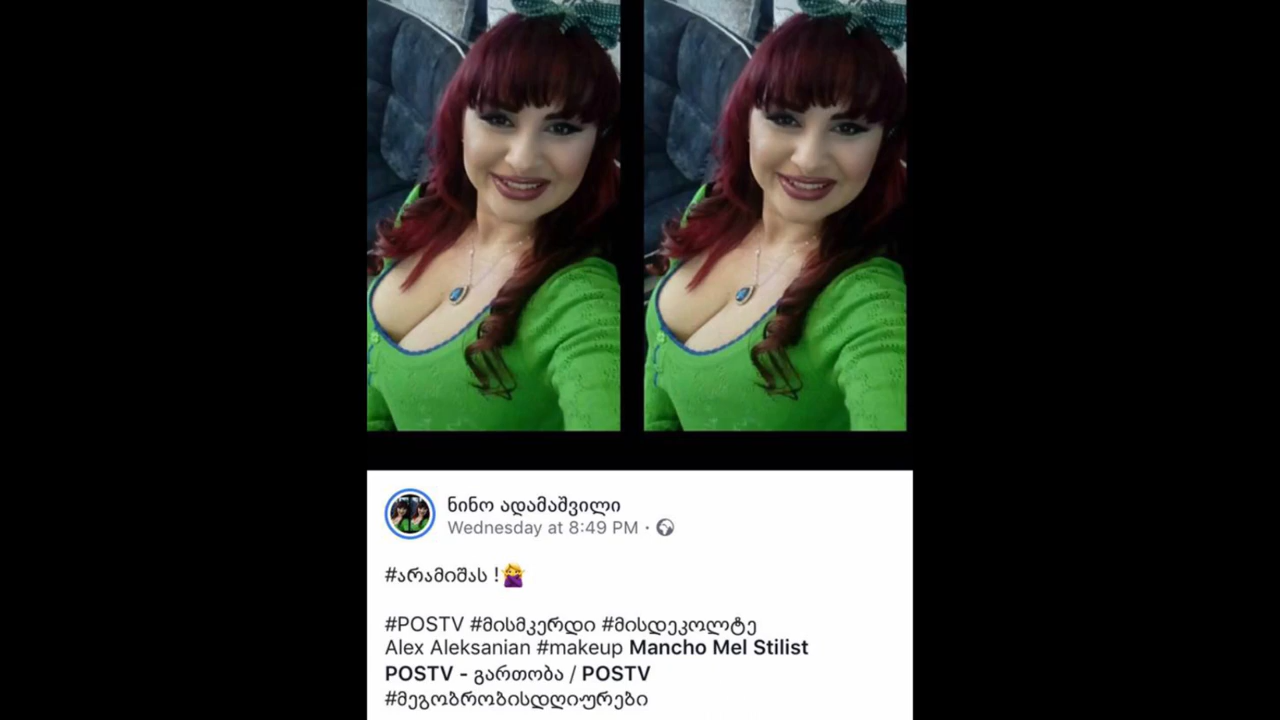 ნინო ადამაშვილი
Wednesday at 8:49 PM ·
#არამიშას !🙅‍♀️
#POSTV #მისმკერდი #მისდეკოლტე
Alex Aleksanian #makeup Mancho Mel Stilist
POSTV - გართობა / POSTV
#მეგობრობისდღიურები